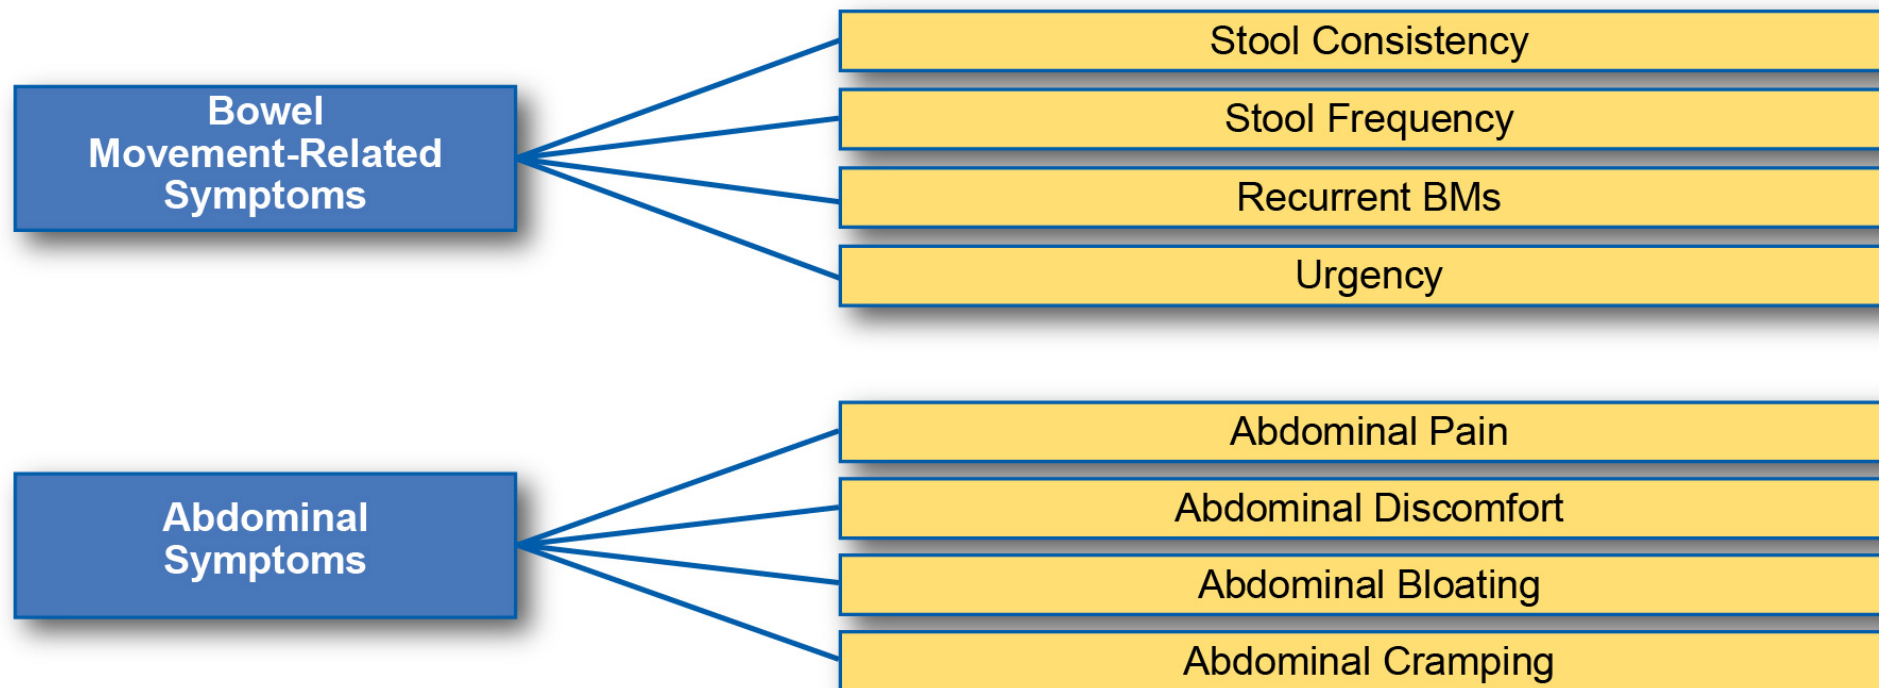 Bowel
Movement-Related
Symptoms
Stool Consistency
Stool Frequency
Recurrent BMs
Urgency
Abdominal
Symptoms
Abdominal Pain
Abdominal Discomfort
Abdominal Bloating
Abdominal Cramping